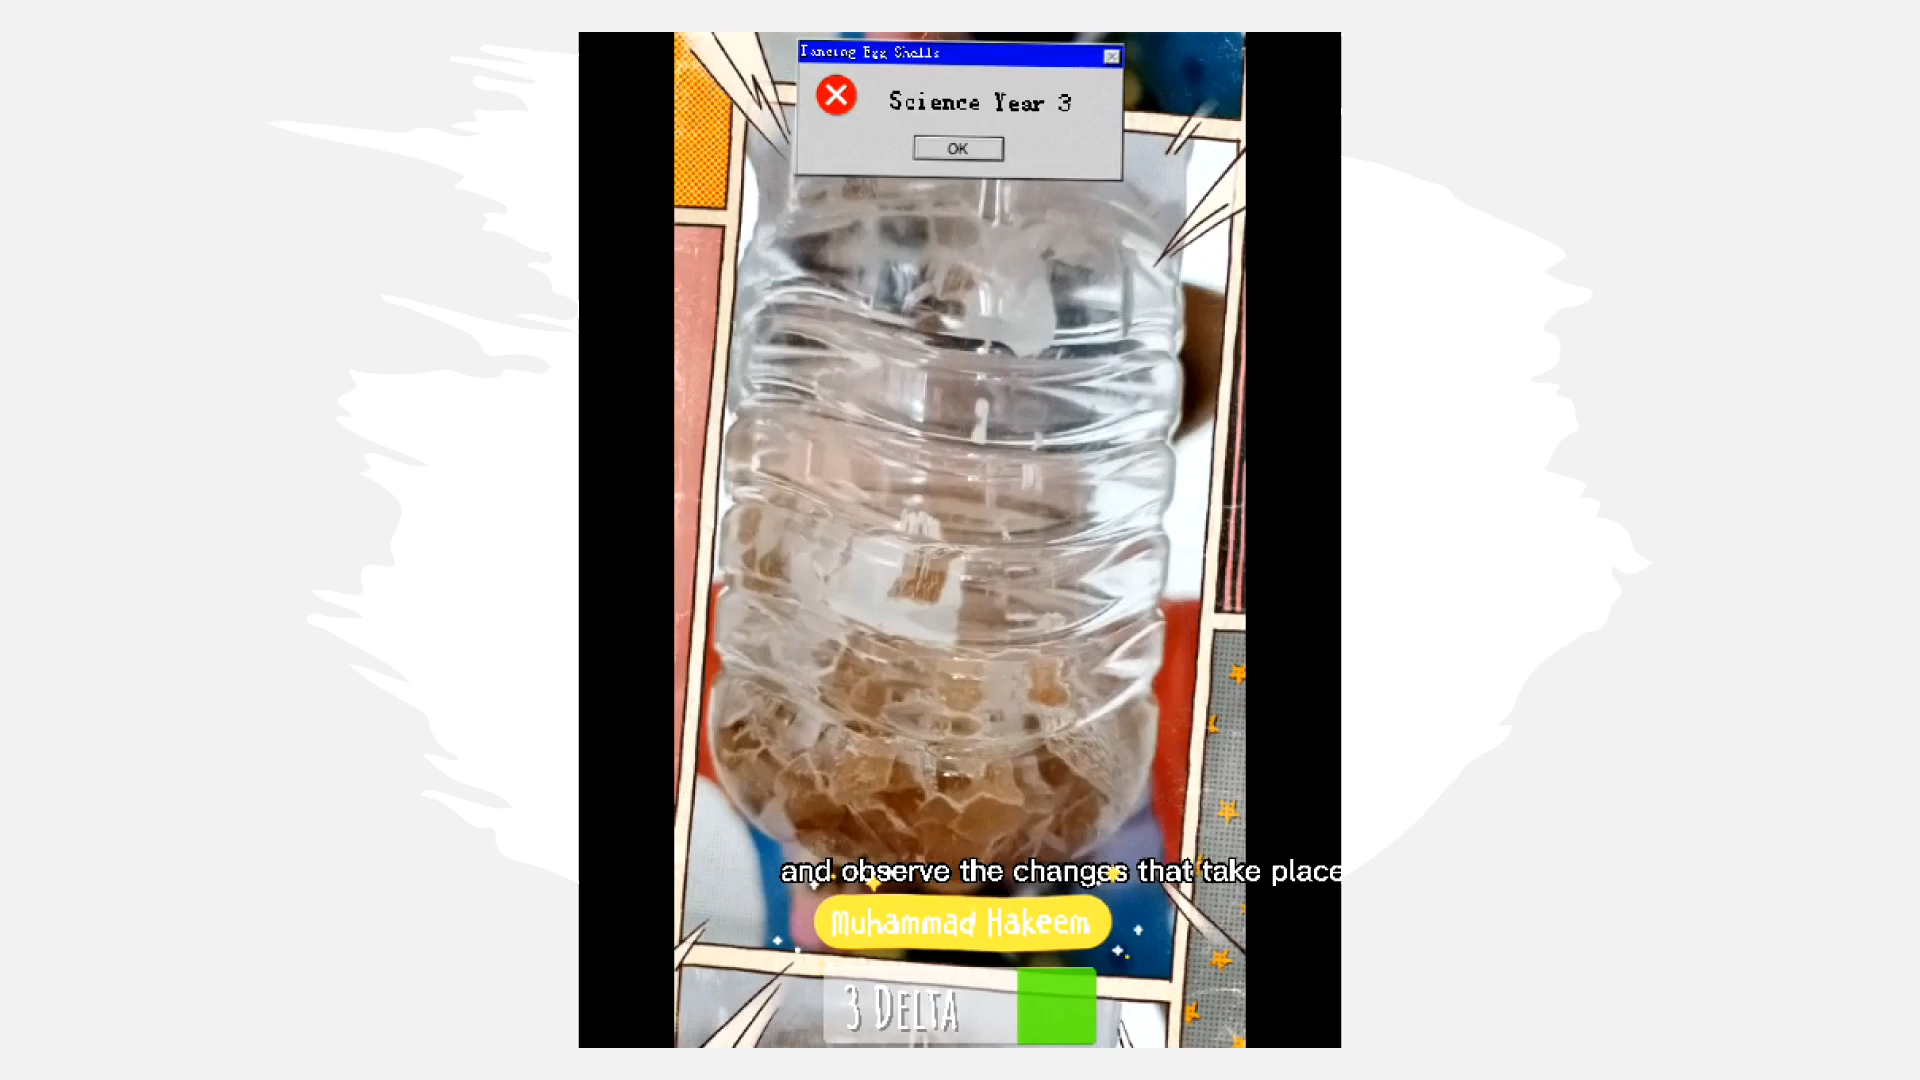 Dancing Egg Shells
Science Year 3
OK
and observe the changes that take place
Muhammad Hakeem
3 DELTA